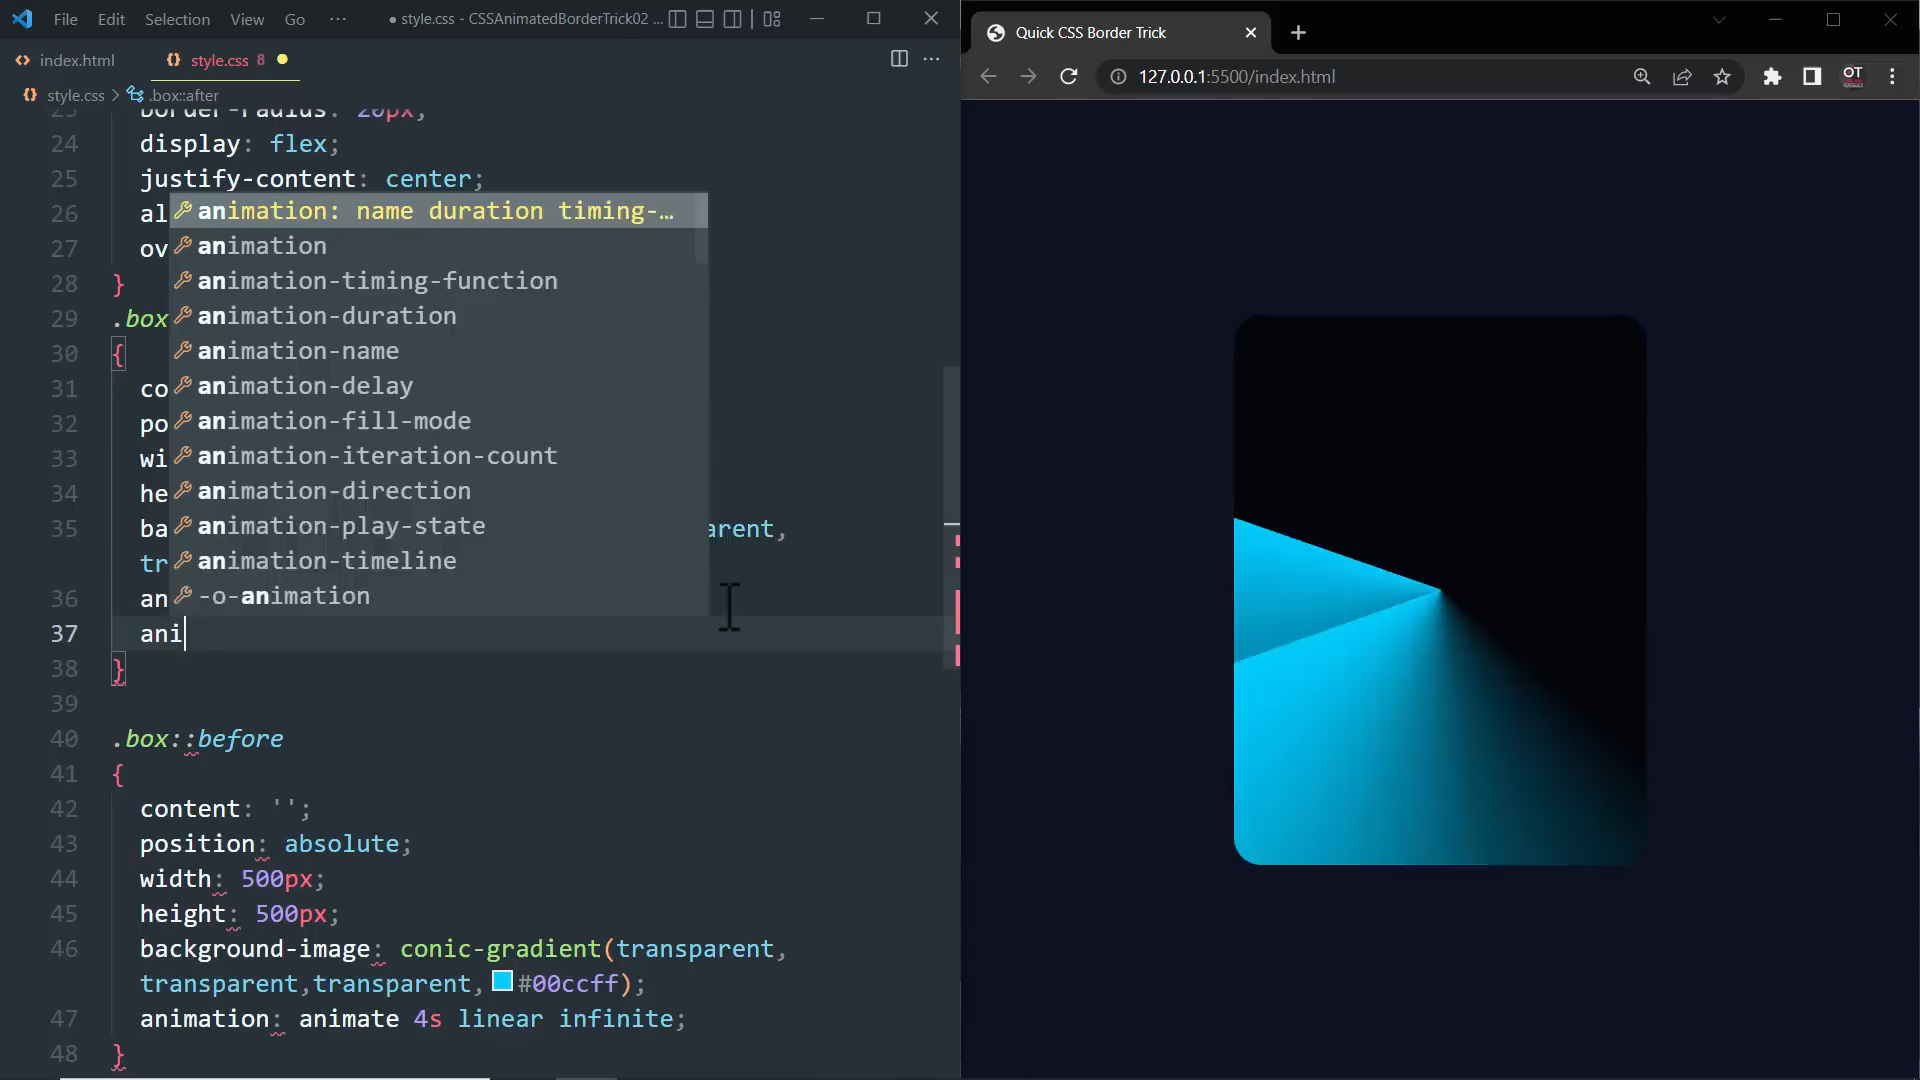 File Edit Selection View Go ··· ● style.css - CSSAnimatedBorderTrick02 ...
index.html style.css 8
style.css > .box::after
23 border-radius: 20px;
24 display: flex;
25 justify-content: center;
26 al
27 ov
28 }
29 .box
30 {
31 co
32 po
33 wi
34 he
35 ba arent,
tr
36 an
37 ani
38 }
39
40 .box::before
41 {
42 content: '';
43 position: absolute;
44 width: 500px;
45 height: 500px;
46 background-image: conic-gradient(transparent,
transparent,transparent, #00ccff);
47 animation: animate 4s linear infinite;
48 }
animation: name duration timing-…
animation
animation-timing-function
animation-duration
animation-name
animation-delay
animation-fill-mode
animation-iteration-count
animation-direction
animation-play-state
animation-timeline
-o-animation
Quick CSS Border Trick
127.0.0.1:5500/index.html
OT